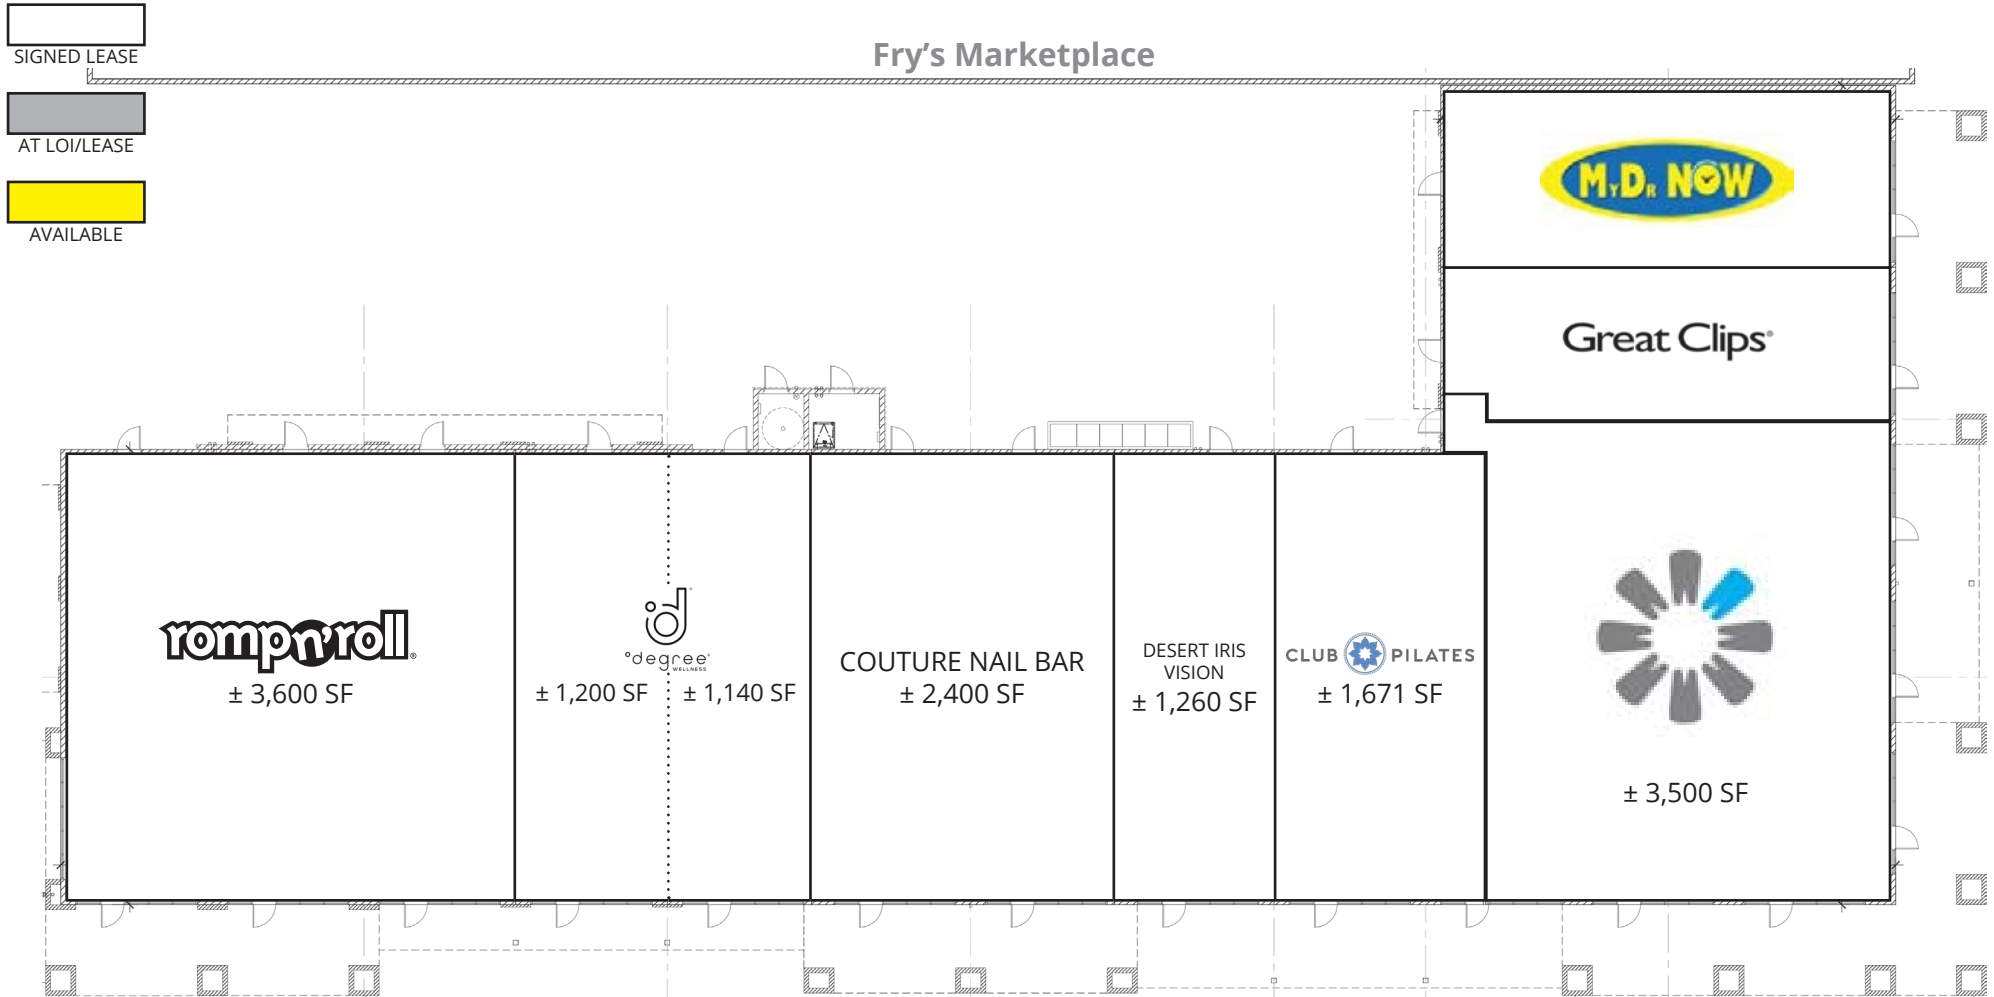 SIGNED LEASE
AT LOI/LEASE
AVAILABLE
Fry's Marketplace
MYDR NOW
Great Clips®
rompn'roll®
± 3,600 SF
°degree°
WELLNESS
± 1,200 SF
± 1,140 SF
COUTURE NAIL BAR
± 2,400 SF
DESERT IRIS
VISION
± 1,260 SF
CLUB PILATES
± 1,671 SF
± 3,500 SF